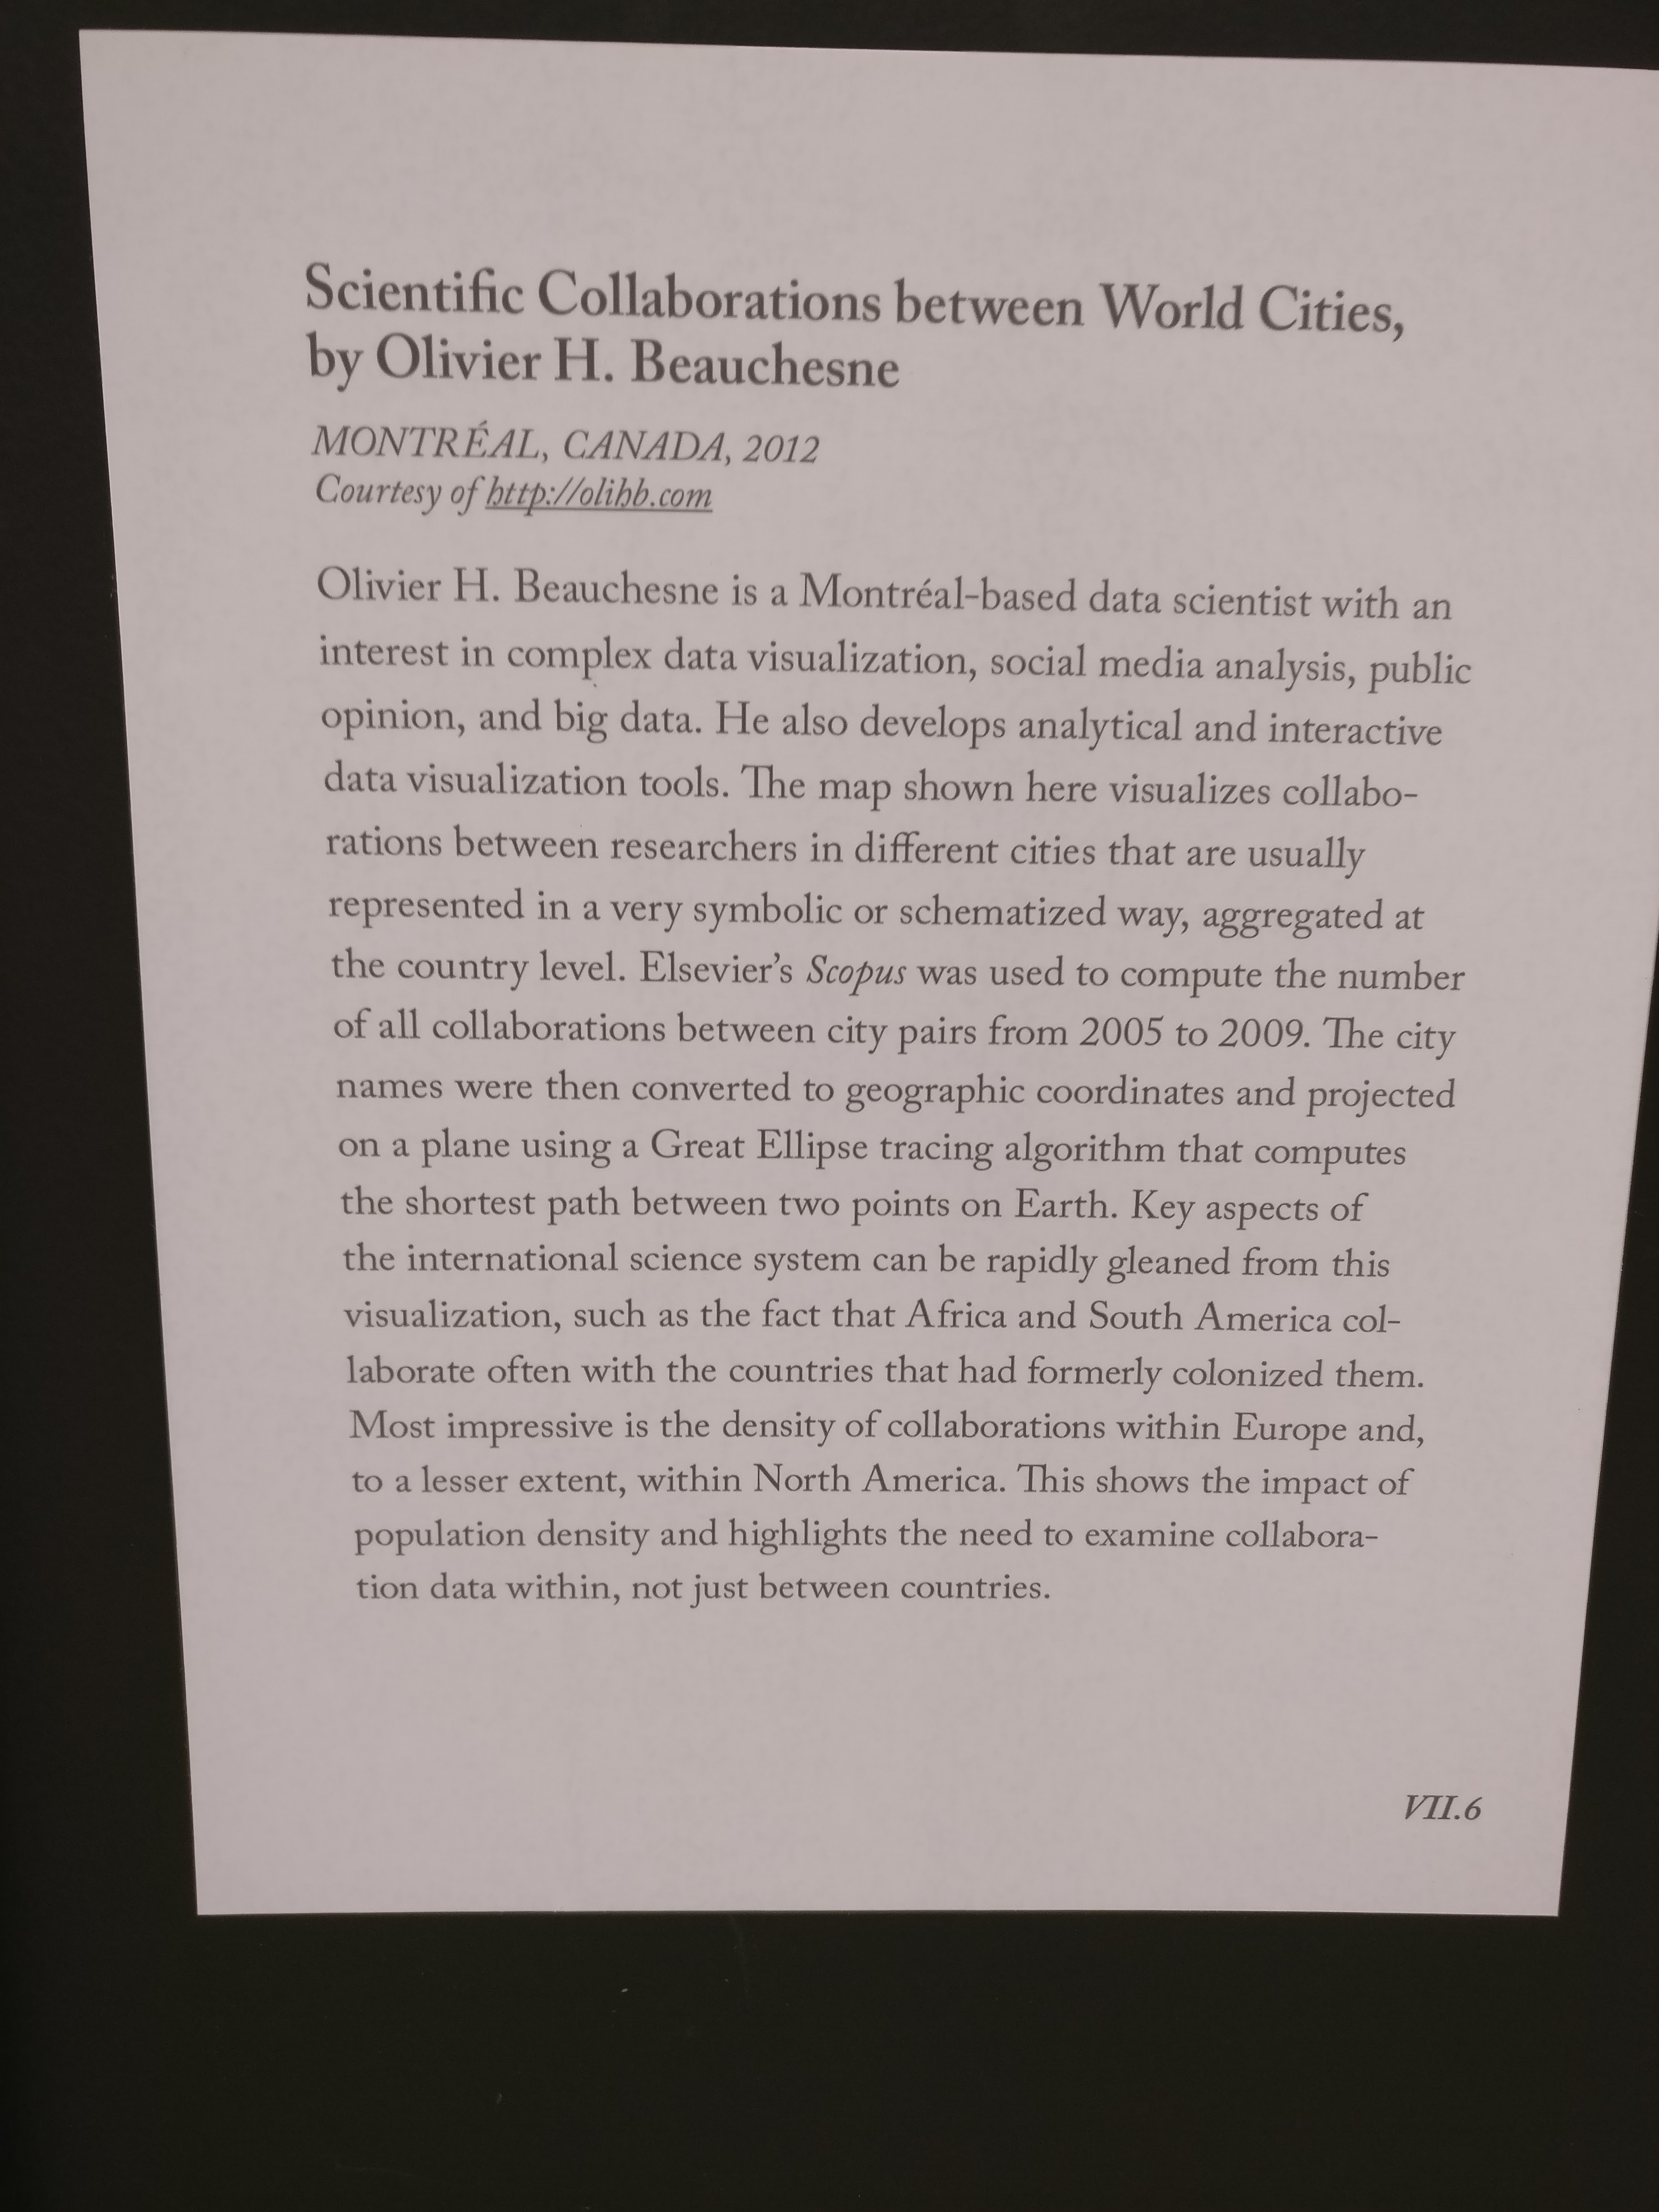 Scientific Collaborations between World Cities,
by Olivier H. Beauchesne
MONTRÉAL, CANADA, 2012
Courtesy of http://olihb.com
Olivier H. Beauchesne is a Montréal-based data scientist with an
interest in complex data visualization, social media analysis, public
opinion, and big data. He also develops analytical and interactive
data visualization tools. The map shown here visualizes collabo-
rations between researchers in different cities that are usually
represented in a very symbolic or schematized way, aggregated at
the country level. Elsevier’s Scopus was used to compute the number
of all collaborations between city pairs from 2005 to 2009. The city
names were then converted to geographic coordinates and projected
on a plane using a Great Ellipse tracing algorithm that computes
the shortest path between two points on Earth. Key aspects of
the international science system can be rapidly gleaned from this
visualization, such as the fact that Africa and South America col-
laborate often with the countries that had formerly colonized them.
Most impressive is the density of collaborations within Europe and,
to a lesser extent, within North America. This shows the impact of
population density and highlights the need to examine collabora-
tion data within, not just between countries.
VII.6